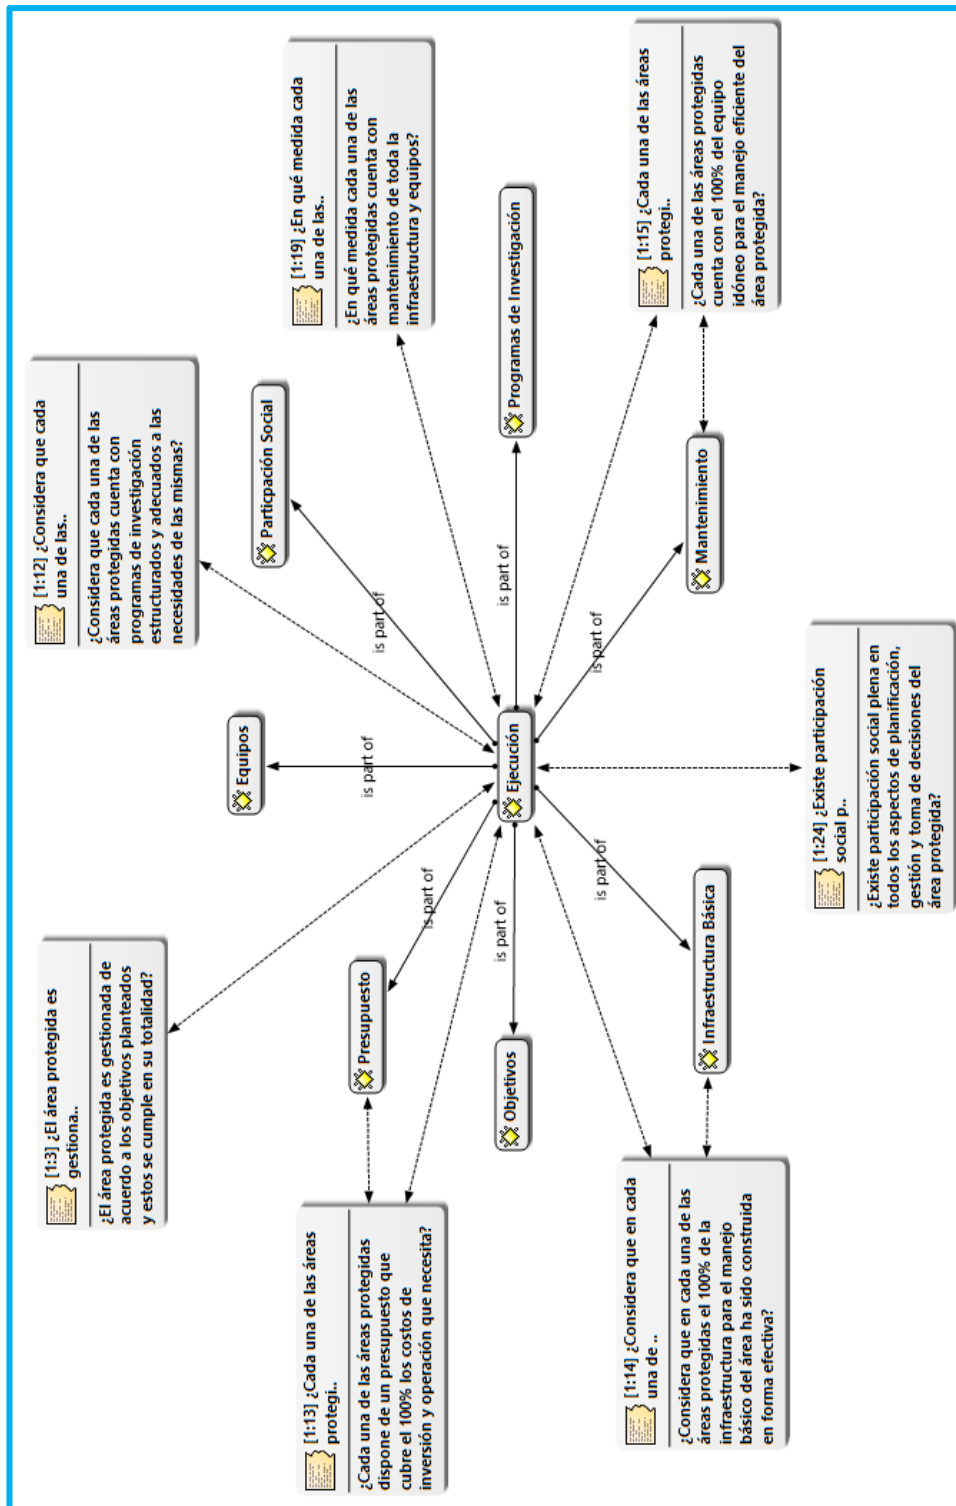 [1:3] ¿El área protegida es
gestiona..
¿El área protegida es gestionada de
acuerdo a los objetivos planteados
y estos se cumple en su totalidad?
[1:12] ¿Considera que cada
una de las..
¿Considera que cada una de las
áreas protegidas cuenta con
programas de investigación
estructurados y adecuados a las
necesidades de las mismas?
Equipos
Particpación Social
[1:19] ¿En qué medida cada
una de las..
¿En qué medida cada una de las
áreas protegidas cuenta con
mantenimiento de toda la
infraestructura y equipos?
[1:13] ¿Cada una de las áreas
protegi..
¿Cada una de las áreas protegidas
dispone de un presupuesto que
cubre el 100% los costos de
inversión y operación que necesita?
Presupuesto
is part of
is part of
is part of
Objetivos
is part of
Ejecución
is part of
Programas de Investigación
is part of
is part of
[1:14] ¿Considera que en cada
una de ..
¿Considera que en cada una de las
áreas protegidas el 100% de la
infraestructura para el manejo
básico del área ha sido construida
en forma efectiva?
Infraestructura Básica
Mantenimiento
[1:15] ¿Cada una de las áreas
protegi..
¿Cada una de las áreas protegidas
cuenta con el 100% del equipo
idóneo para el manejo eficiente del
área protegida?
[1:24] ¿Existe participación
social p..
¿Existe participación social plena en
todos los aspectos de planificación,
gestión y toma de decisiones del
área protegida?